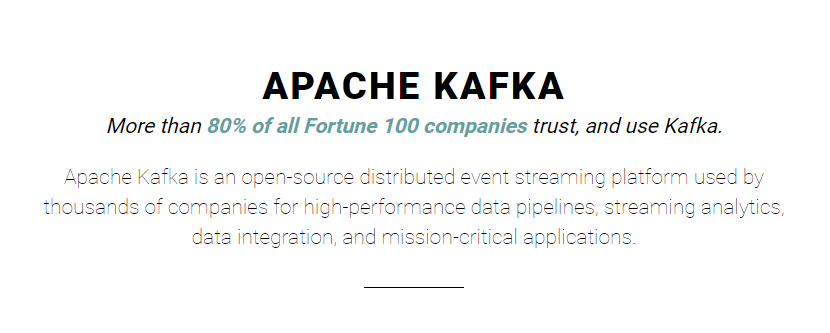 APACHE KAFKA
More than 80% of all Fortune 100 companies trust, and use Kafka.
Apache Kafka is an open-source distributed event streaming platform used by
thousands of companies for high-performance data pipelines, streaming analytics,
data integration, and mission-critical applications.